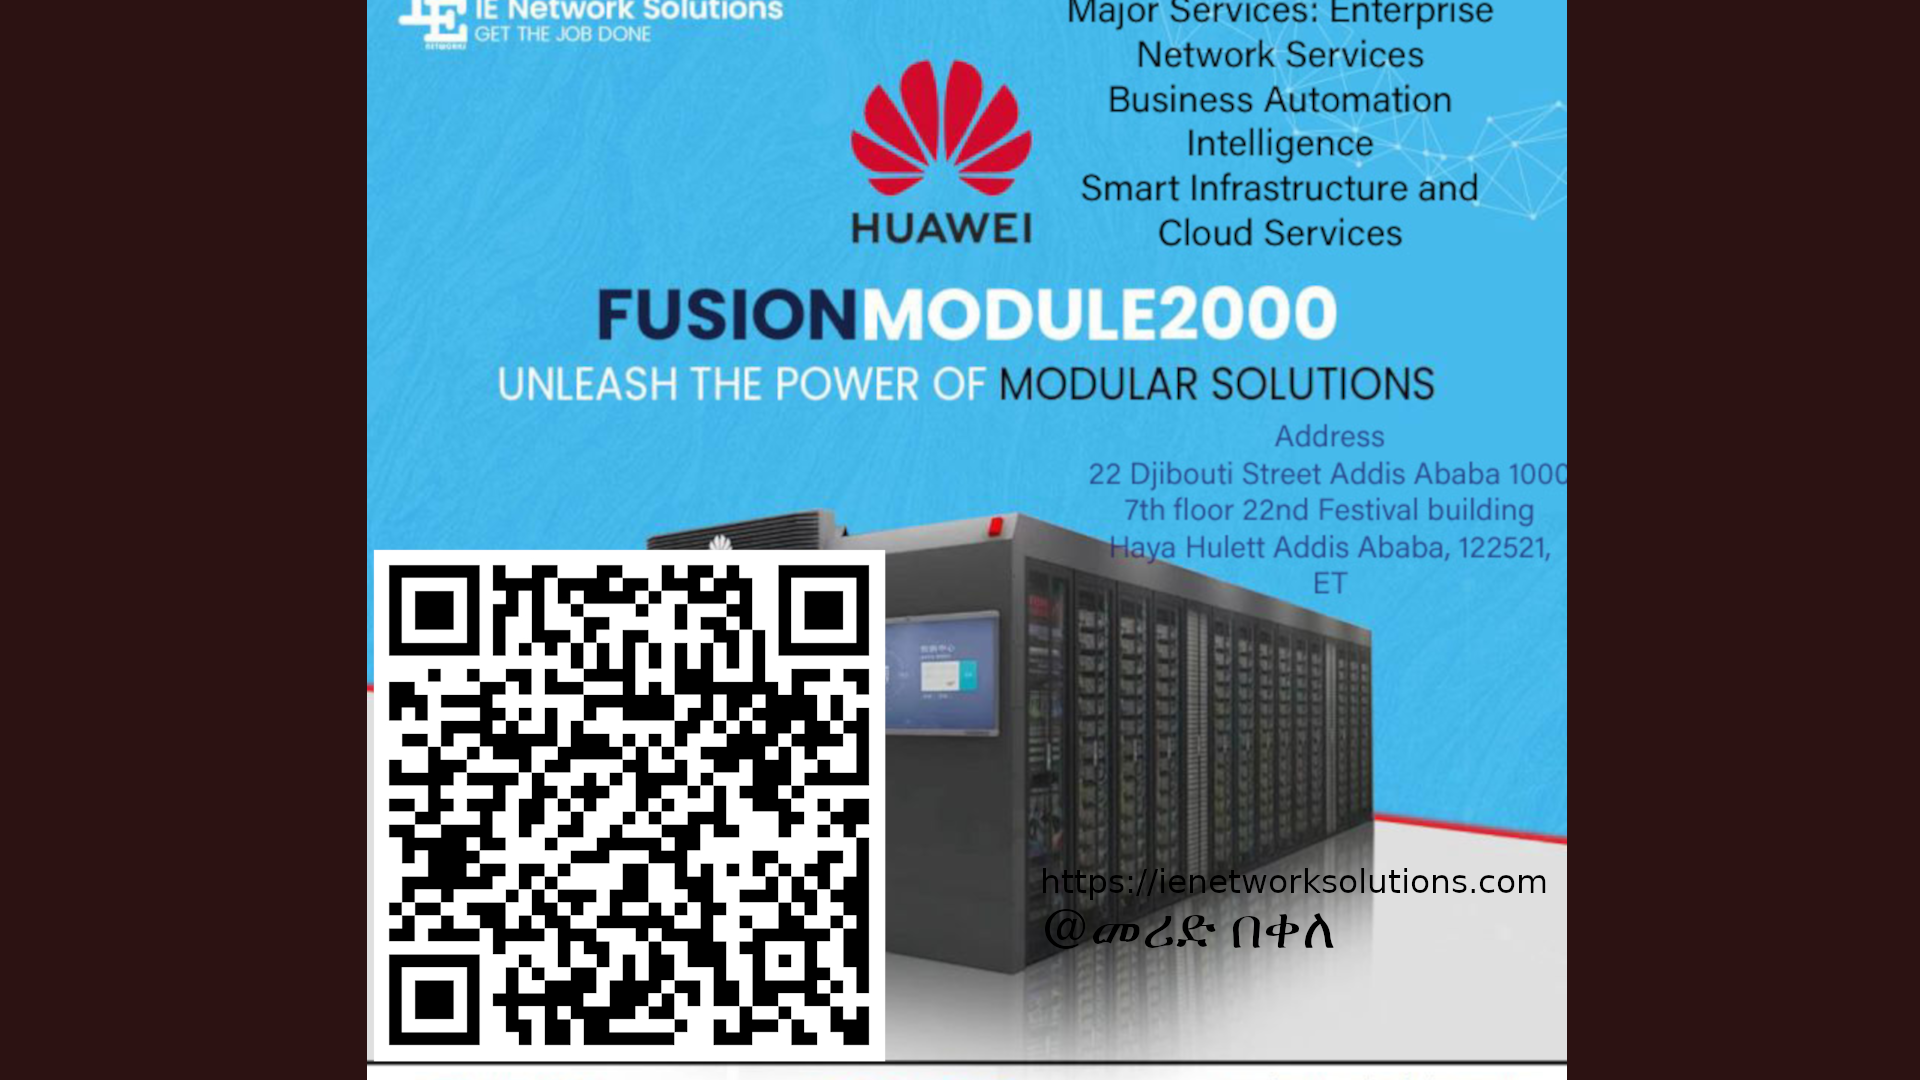 IE Network Solutions
GET THE JOB DONE
NETWORKS
Major Services: Enterprise
Network Services
Business Automation
Intelligence
Smart Infrastructure and
Cloud Services
HUAWEI
FUSIONMODULE2000
UNLEASH THE POWER OF MODULAR SOLUTIONS
Address
22 Djibouti Street Addis Ababa 1000
7th floor 22nd Festival building
Haya Hulett Addis Ababa, 122521,
ET
https://ienetworksolutions.com
@መሪድ በቀለ